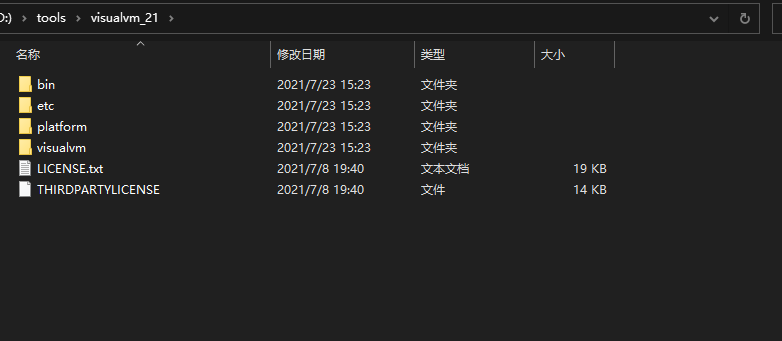 D:) > tools > visualvm_21 >
名称 修改日期 类型 大小
bin 2021/7/23 15:23 文件夹
etc 2021/7/23 15:23 文件夹
platform 2021/7/23 15:23 文件夹
visualvm 2021/7/23 15:23 文件夹
LICENSE.txt 2021/7/8 19:40 文本文档 19 KB
THIRDPARTYLICENSE 2021/7/8 19:40 文件 14 KB